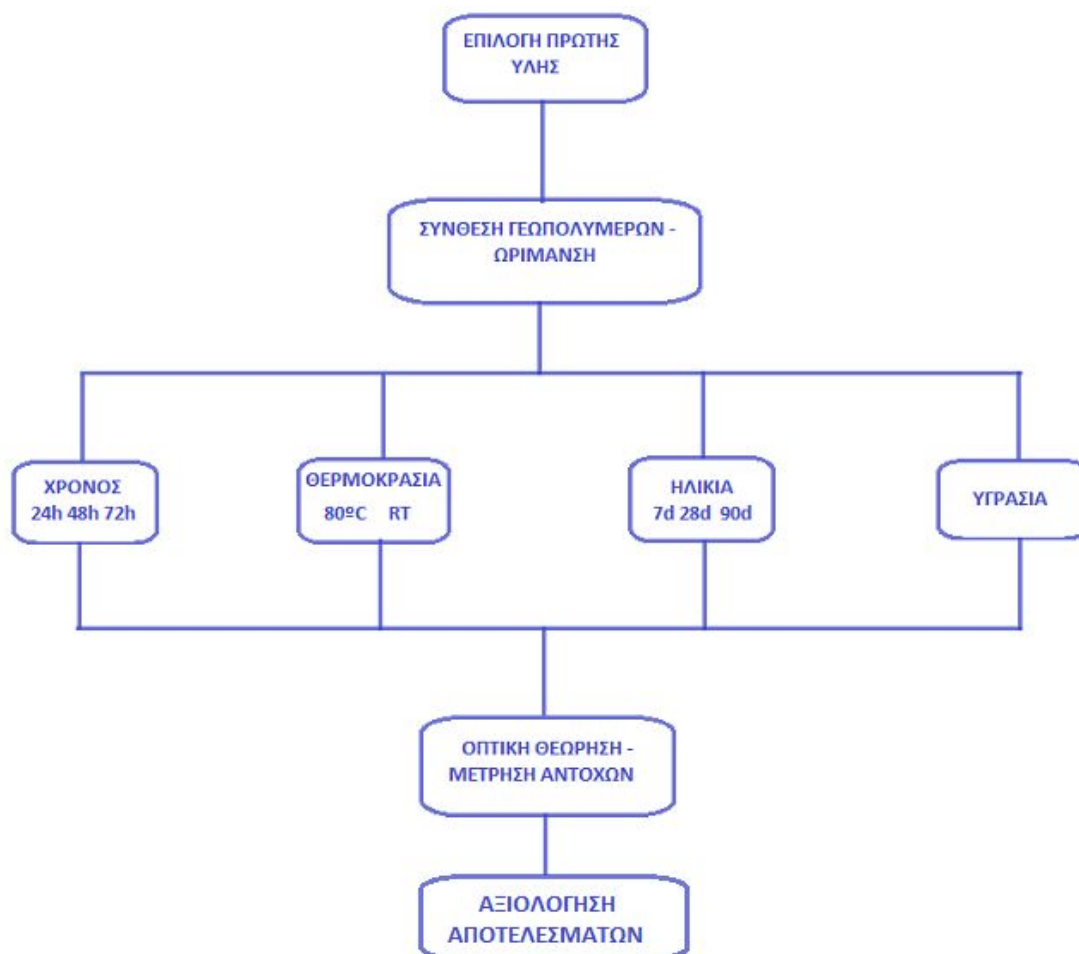 ΕΠΙΛΟΓΗ ΠΡΩΤΗΣ
ΥΛΗΣ
ΣΥΝΘΕΣΗ ΓΕΩΠΟΛΥΜΕΡΩΝ -
ΩΡΙΜΑΝΣΗ
ΧΡΟΝΟΣ
24h 48h 72h
ΘΕΡΜΟΚΡΑΣΙΑ
80ºC RT
ΗΛΙΚΙΑ
7d 28d 90d
ΥΓΡΑΣΙΑ
ΟΠΤΙΚΗ ΘΕΩΡΗΣΗ -
ΜΕΤΡΗΣΗ ΑΝΤΟΧΩΝ
ΑΞΙΟΛΟΓΗΣΗ
ΑΠΟΤΕΛΕΣΜΑΤΩΝ